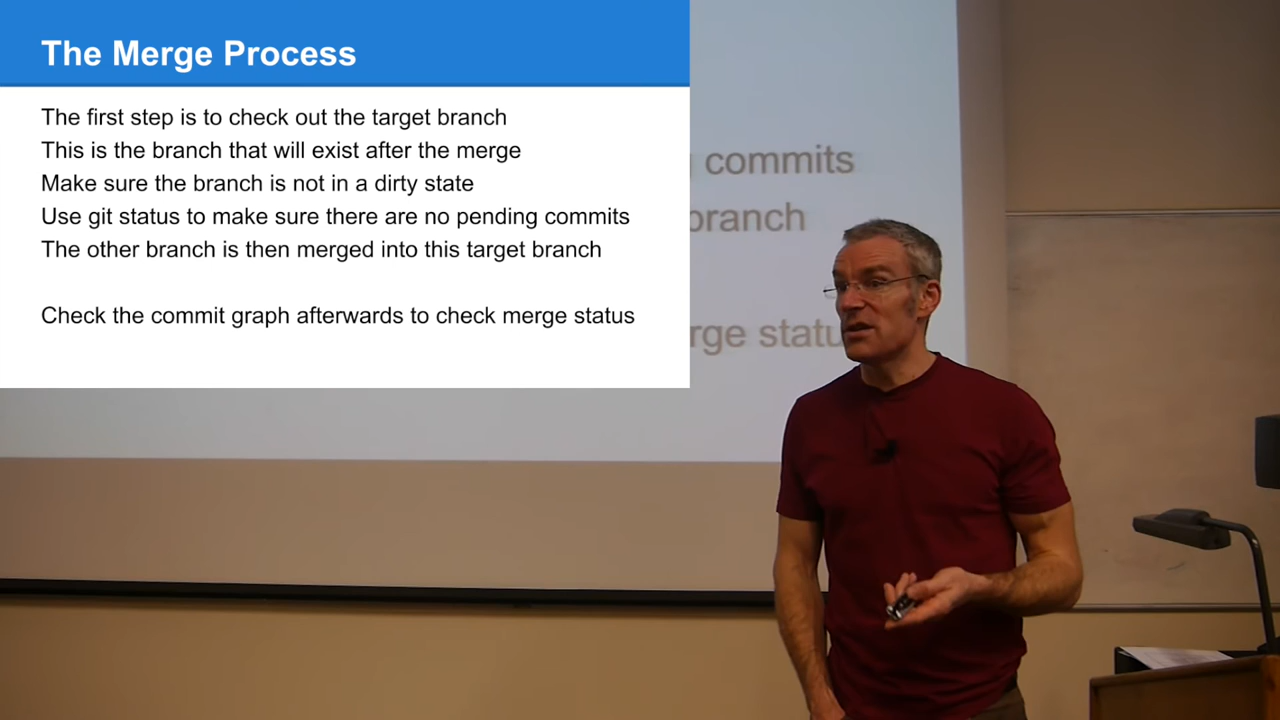 The Merge Process
The first step is to check out the target branch
This is the branch that will exist after the merge
Make sure the branch is not in a dirty state
Use git status to make sure there are no pending commits
The other branch is then merged into this target branch
Check the commit graph afterwards to check merge status
commits
branch
rge statu